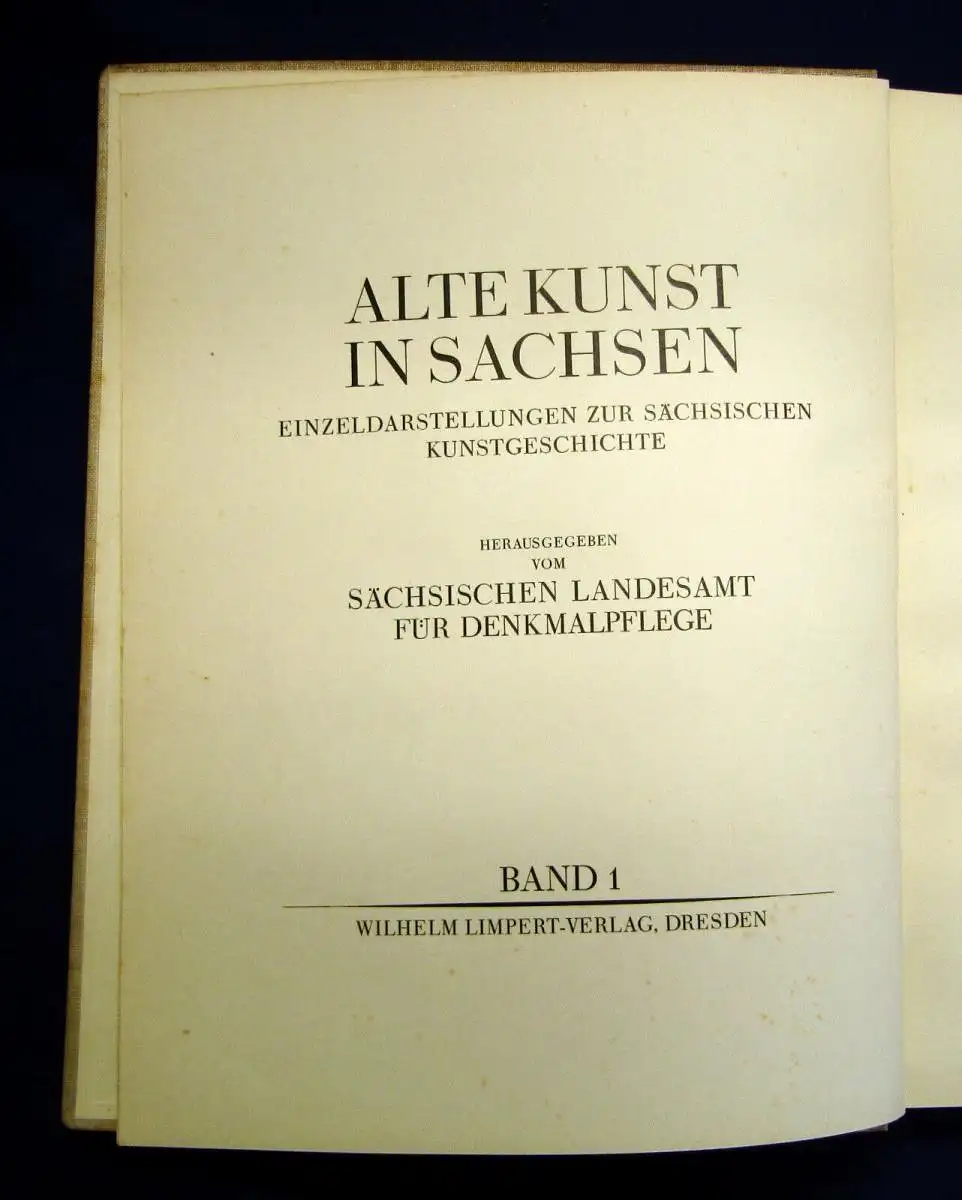 ALTE KUNST
IN SACHSEN
EINZELDARSTELLUNGEN ZUR SÄCHSISCHEN
KUNSTGESCHICHTE
HERAUSGEGEBEN
VOM
SÄCHSISCHEN LANDESAMT
FÜR DENKMALPFLEGE
BAND 1
WILHELM LIMPERT-VERLAG, DRESDEN